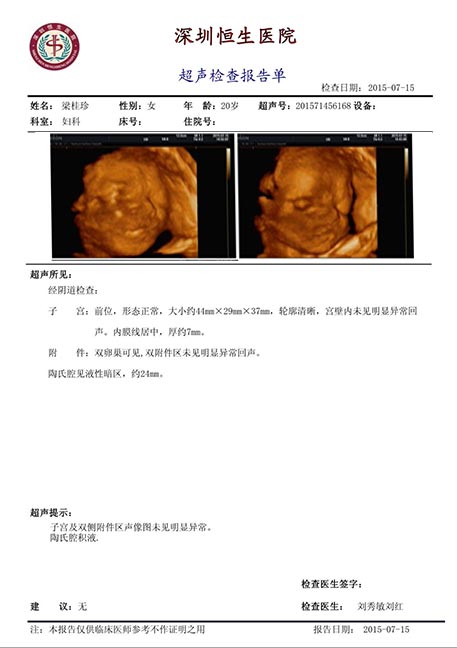 深圳恒生医院
超声检查报告单
检查日期：2015-07-15
姓名： 梁桂珍 性别：女 年 龄：20岁 超声号：201571456168 设备：
科室： 妇科 床号： 住院号：
超声所见：
经阴道检查：
子 宫：前位，形态正常，大小约44mm×29mm×37mm，轮廓清晰，宫壁内未见明显异常回
声。内膜线居中，厚约7mm。
附 件：双卵巢可见,双附件区未见明显异常回声。
陶氏腔见液性暗区，约24mm。
超声提示：
子宫及双侧附件区声像图未见明显异常。
陶氏腔积液.
检查医生签字：
建 议：无 检查医生： 刘秀敏刘红
注：本报告仅供临床医师参考不作证明之用 报告日期： 2015-07-15